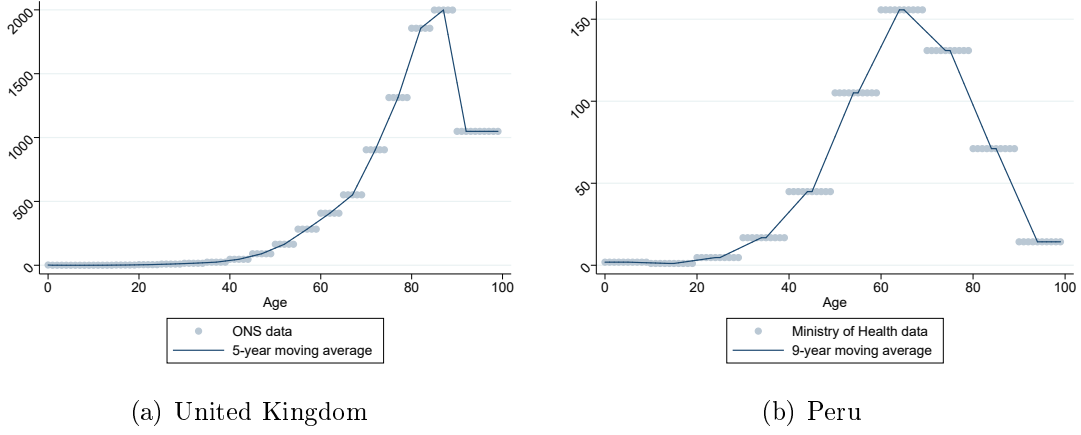 2000
1500
1000
500
0
0 20 40 60 80 100
Age
ONS data
5-year moving average
(a) United Kingdom
150
100
50
0
0 20 40 60 80 100
Age
Ministry of Health data
9-year moving average
(b) Peru